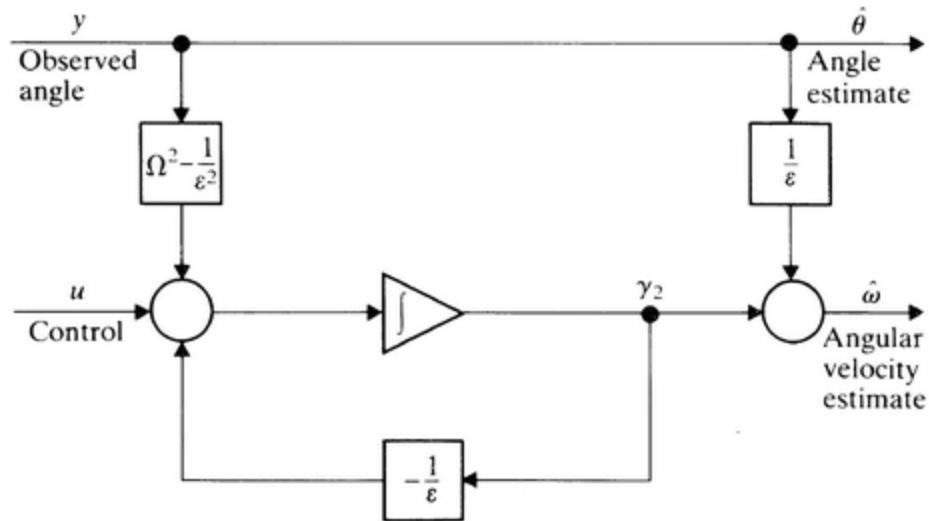 y
Observed
angle
θ̂
Angle
estimate
Ω² - 1/ε²
1/ε
u
Control
∫
γ₂
ω̂
Angular
velocity
estimate
- 1/ε